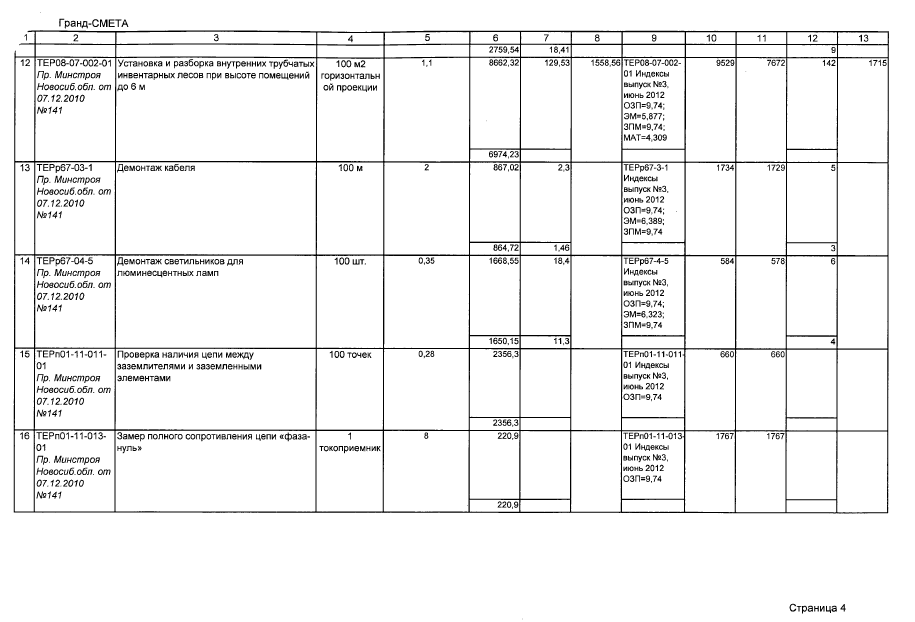 Гранд-СМЕТА
1 2 3 4 5 6 7 8 9 10 11 12 13
2759,54 18,41 9
12 ТЕР08-07-002-01 Установка и разборка внутренних трубчатых 100 м2 1,1 8662,32 129,53 1558,56 ТЕР08-07-002- 9529 7672 142 1715
Пр. Минстроя инвентарных лесов при высоте помещений горизонтальн 01 Индексы
Новосиб.обл. от до 6 м ой проекции выпуск №3,
07.12.2010 июнь 2012
№141 ОЗП=9,74;
ЭМ=5,877;
ЗПМ=9,74;
МАТ=4,309
6974,23
13 ТЕРр67-03-1 Демонтаж кабеля 100 м 2 867,02 2,3 ТЕРр67-3-1 1734 1729 5
Пр. Минстроя Индексы
Новосиб.обл. от выпуск №3,
07.12.2010 июнь 2012
№141 ОЗП=9,74;
ЭМ=6,389;
ЗПМ=9,74
864,72 1,46 3
14 ТЕРр67-04-5 Демонтаж светильников для 100 шт. 0,35 1668,55 18,4 ТЕРр67-4-5 584 578 6
Пр. Минстроя люминесцентных ламп Индексы
Новосиб.обл. от выпуск №3,
07.12.2010 июнь 2012
№141 ОЗП=9,74;
ЭМ=6,323;
ЗПМ=9,74
1650,15 11,3 4
15 ТЕРп01-11-011- Проверка наличия цепи между 100 точек 0,28 2356,3 ТЕРп01-11-011- 660 660
01 заземлителями и заземленными 01 Индексы
Пр. Минстроя элементами выпуск №3,
Новосиб.обл. от июнь 2012
07.12.2010 ОЗП=9,74
№141
2356,3
16 ТЕРп01-11-013- Замер полного сопротивления цепи «фаза- 1 8 220,9 ТЕРп01-11-013- 1767 1767
01 нуль» токоприемник 01 Индексы
Пр. Минстроя выпуск №3,
Новосиб.обл. от июнь 2012
07.12.2010 ОЗП=9,74
№141
220,9
Страница 4